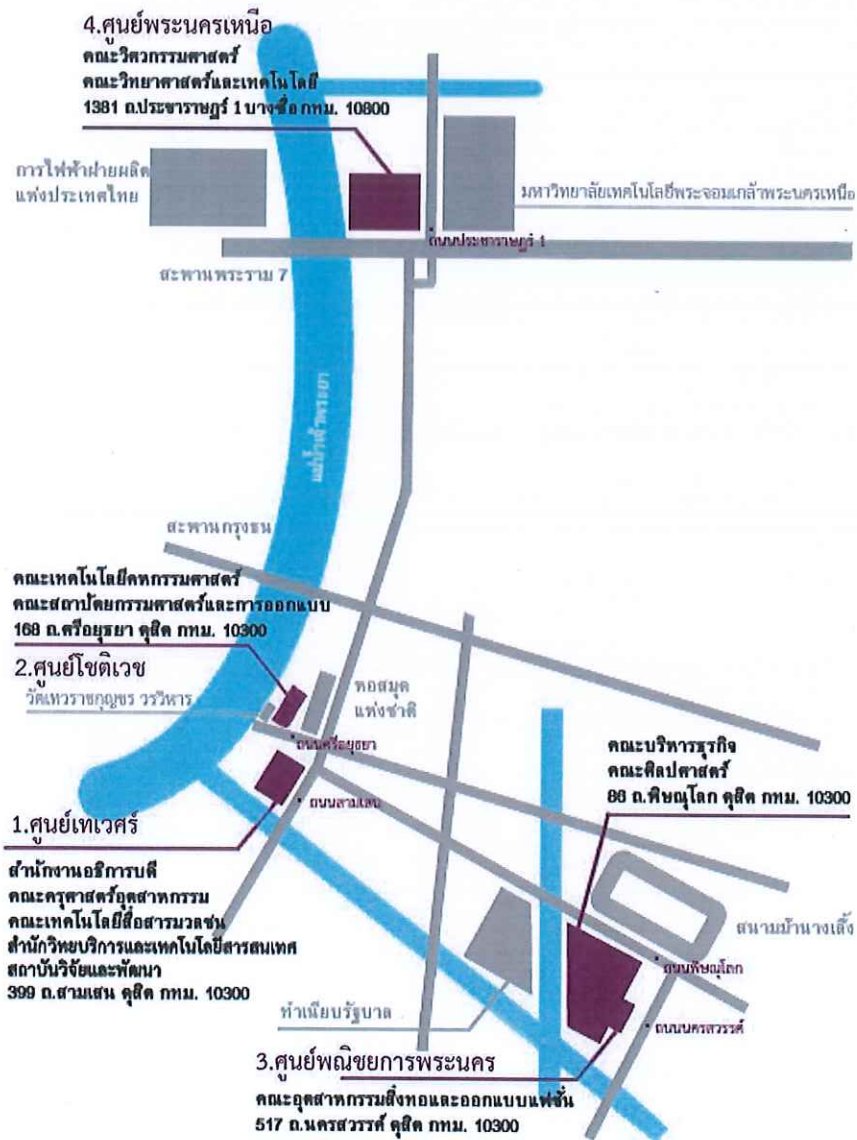 4.ศูนย์พระนครเหนือ
คณะวิศวกรรมศาสตร์
คณะวิทยาศาสตร์และเทคโนโลยี
1381 ถ.ประชาราษฎร์ 1 บางซื่อ กทม. 10800
การไฟฟ้าฝ่ายผลิต
แห่งประเทศไทย
มหาวิทยาลัยเทคโนโลยีพระจอมเกล้าพระนครเหนือ
ถนนประชาราษฎร์ 1
สะพานพระราม 7
แม่น้ำเจ้าพระยา
สะพานกรุงธน
คณะเทคโนโลยีคหกรรมศาสตร์
คณะสถาปัตยกรรมศาสตร์และการออกแบบ
168 ถ.ศรีอยุธยา ดุสิต กทม. 10300
2.ศูนย์โชติเวช
วัดเทวราชกุญชร วรวิหาร
หอสมุด
แห่งชาติ
ถนนศรีอยุธยา
คณะบริหารธุรกิจ
คณะศิลปศาสตร์
86 ถ.พิษณุโลก ดุสิต กทม. 10300
ถนนสามเสน
1.ศูนย์เทเวศร์
สำนักงานอธิการบดี
คณะครุศาสตร์อุตสาหกรรม
คณะเทคโนโลยีสื่อสารมวลชน
สำนักวิทยบริการและเทคโนโลยีสารสนเทศ
สถาบันวิจัยและพัฒนา
399 ถ.สามเสน ดุสิต กทม. 10300
สนามม้านางเลิ้ง
ถนนพิษณุโลก
ทำเนียบรัฐบาล
ถนนนครสวรรค์
3.ศูนย์พณิชยการพระนคร
คณะอุตสาหกรรมสิ่งทอและออกแบบแฟชั่น
517 ถ.นครสวรรค์ ดุสิต กทม. 10300